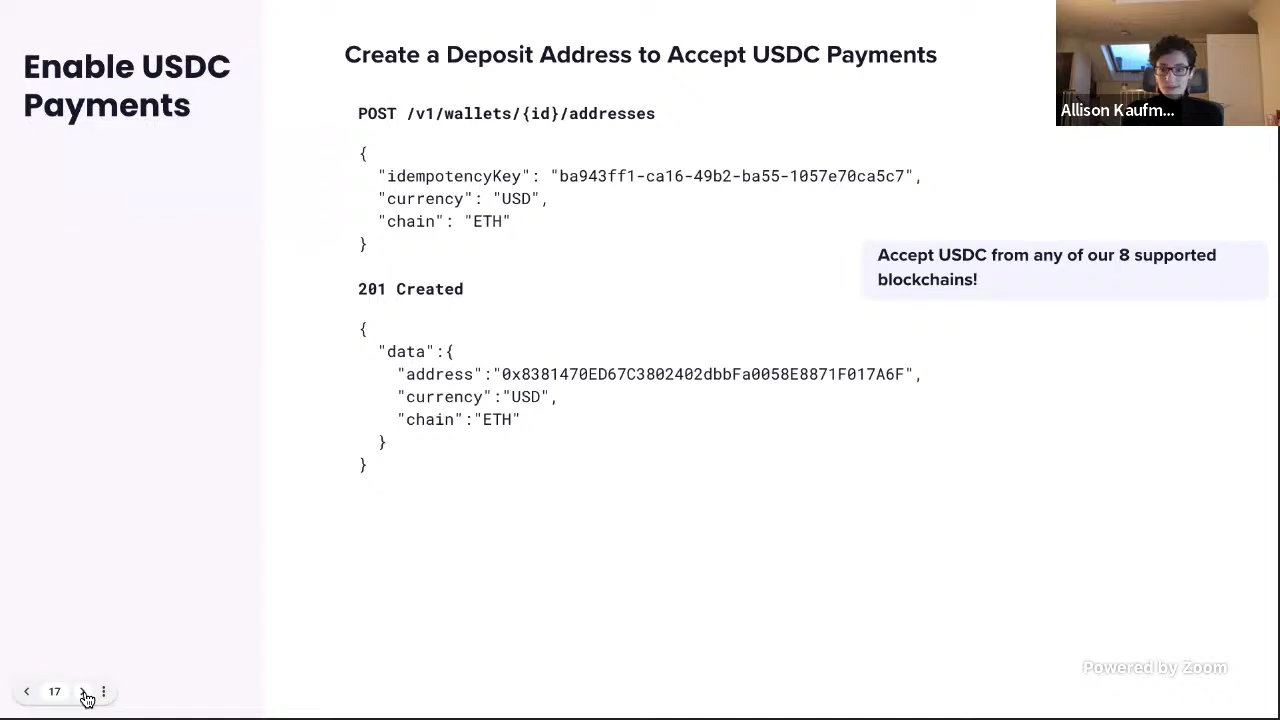 Enable USDC
Payments
Create a Deposit Address to Accept USDC Payments
POST /v1/wallets/{id}/addresses
{
"idempotencyKey": "ba943ff1-ca16-49b2-ba55-1057e70ca5c7",
"currency": "USD",
"chain": "ETH"
}
201 Created
{
"data":{
"address":"0x8381470ED67C3802402dbbFa0058E8871F017A6F",
"currency":"USD",
"chain":"ETH"
}
}
Accept USDC from any of our 8 supported
blockchains!
Allison Kaufm...
Powered by Zoom
17